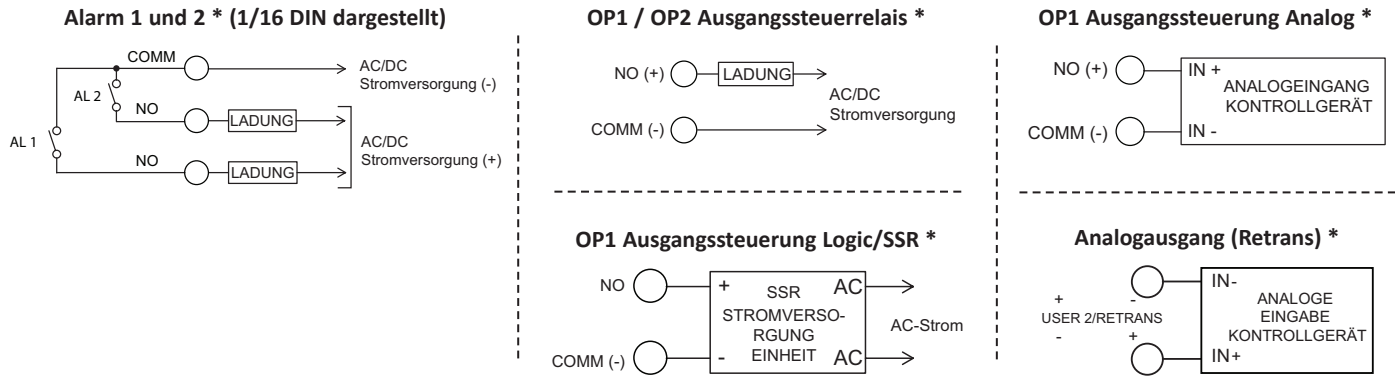 Alarm 1 und 2 * (1/16 DIN dargestellt)
COMM
AC/DC
Stromversorgung (-)
AL 2
NO
LADUNG
AC/DC
Stromversorgung (+)
AL 1
NO
LADUNG
OP1 / OP2 Ausgangssteuerrelais *
NO (+)
LADUNG
AC/DC
Stromversorgung
COMM (-)
OP1 Ausgangssteuerung Analog *
NO (+)
IN +
ANALOGEINGANG
KONTROLLGERÄT
COMM (-)
IN -
OP1 Ausgangssteuerung Logic/SSR *
NO
+
SSR
AC
STROMVERSO-
RGUNG
EINHEIT
AC-Strom
COMM (-)
-
AC
Analogausgang (Retrans) *
+ -
USER 2/RETRANS
- +
IN-
ANALOGE
EINGABE
KONTROLLGERÄT
IN+